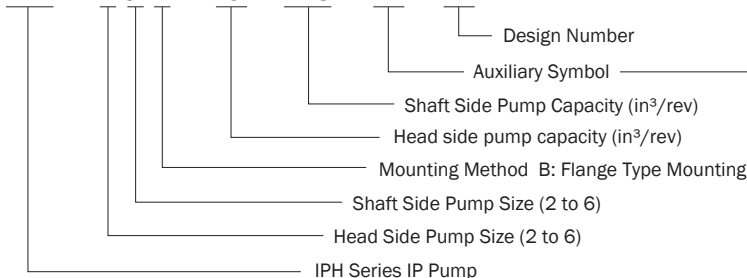 Design Number
Auxiliary Symbol
Shaft Side Pump Capacity (in³/rev)
Head side pump capacity (in³/rev)
Mounting Method B: Flange Type Mounting
Shaft Side Pump Size (2 to 6)
Head Side Pump Size (2 to 6)
IPH Series IP Pump